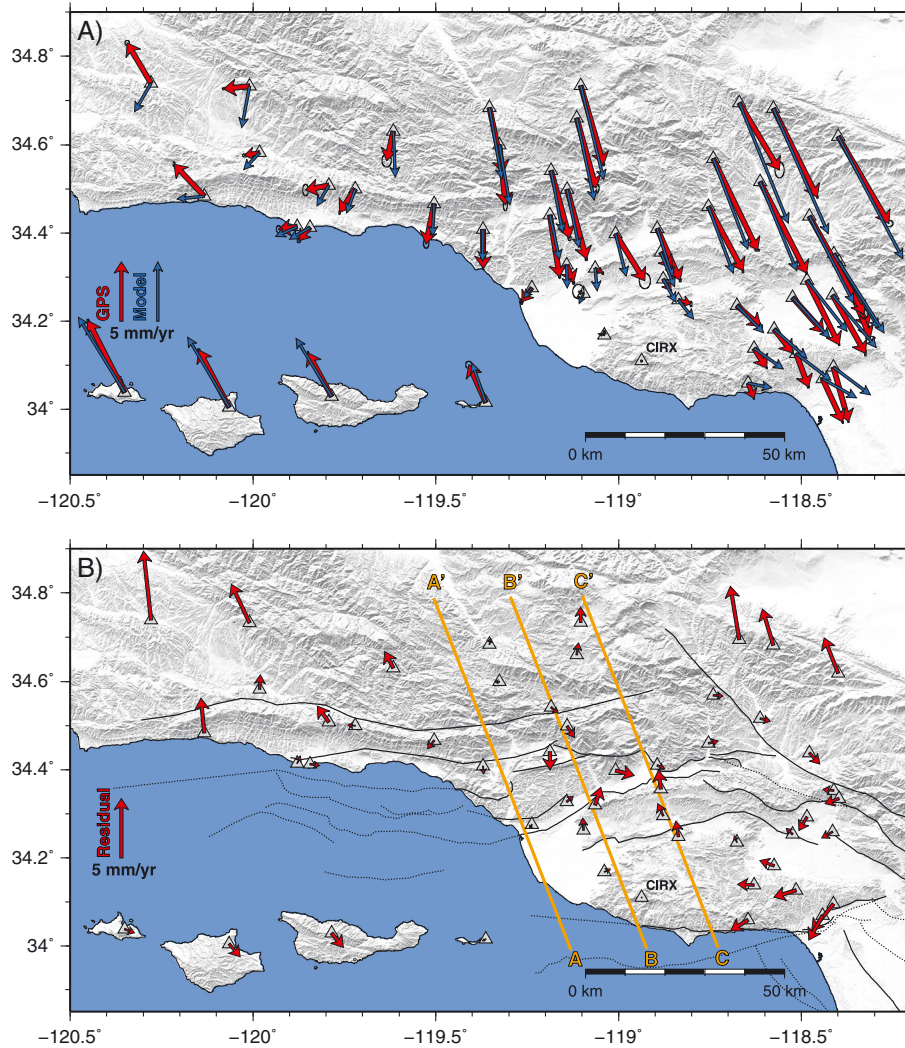 A)
34.8˚
34.6˚
34.4˚
34.2˚
34˚
GPS
Model
5 mm/yr
CIRX
0 km
50 km
−120.5˚
−120˚
−119.5˚
−119˚
−118.5˚
B)
A'
B'
C'
34.8˚
34.6˚
34.4˚
34.2˚
34˚
Residual
5 mm/yr
CIRX
A
B
C
0 km
50 km
−120.5˚
−120˚
−119.5˚
−119˚
−118.5˚